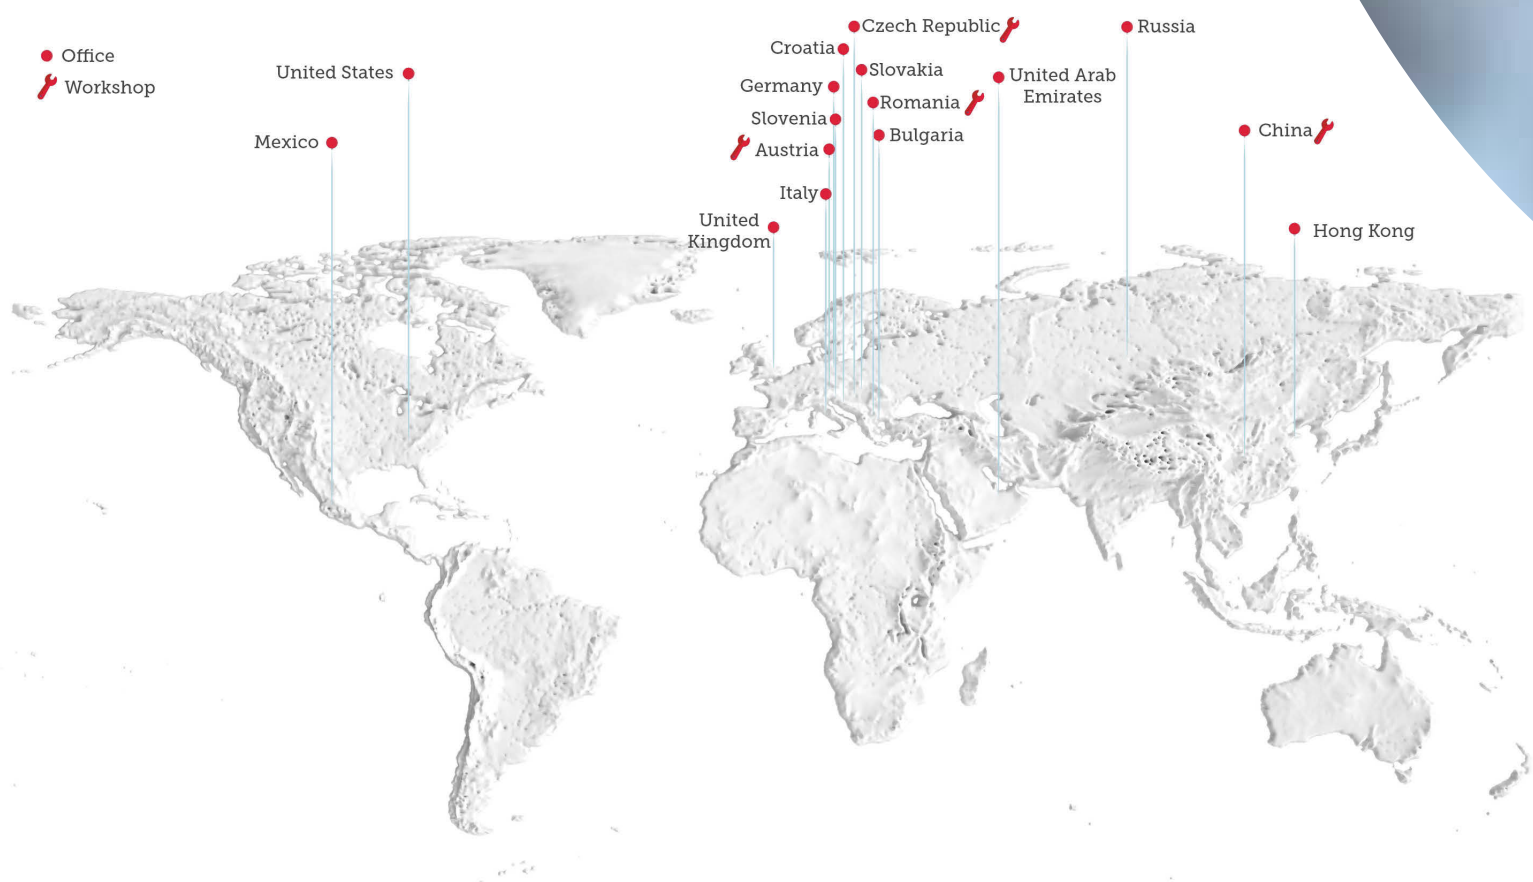 Office
Workshop
United States
Mexico
Czech Republic
Croatia
Slovakia
Germany
Romania
Slovenia
Bulgaria
Austria
Italy
United
Kingdom
United Arab
Emirates
Russia
China
Hong Kong